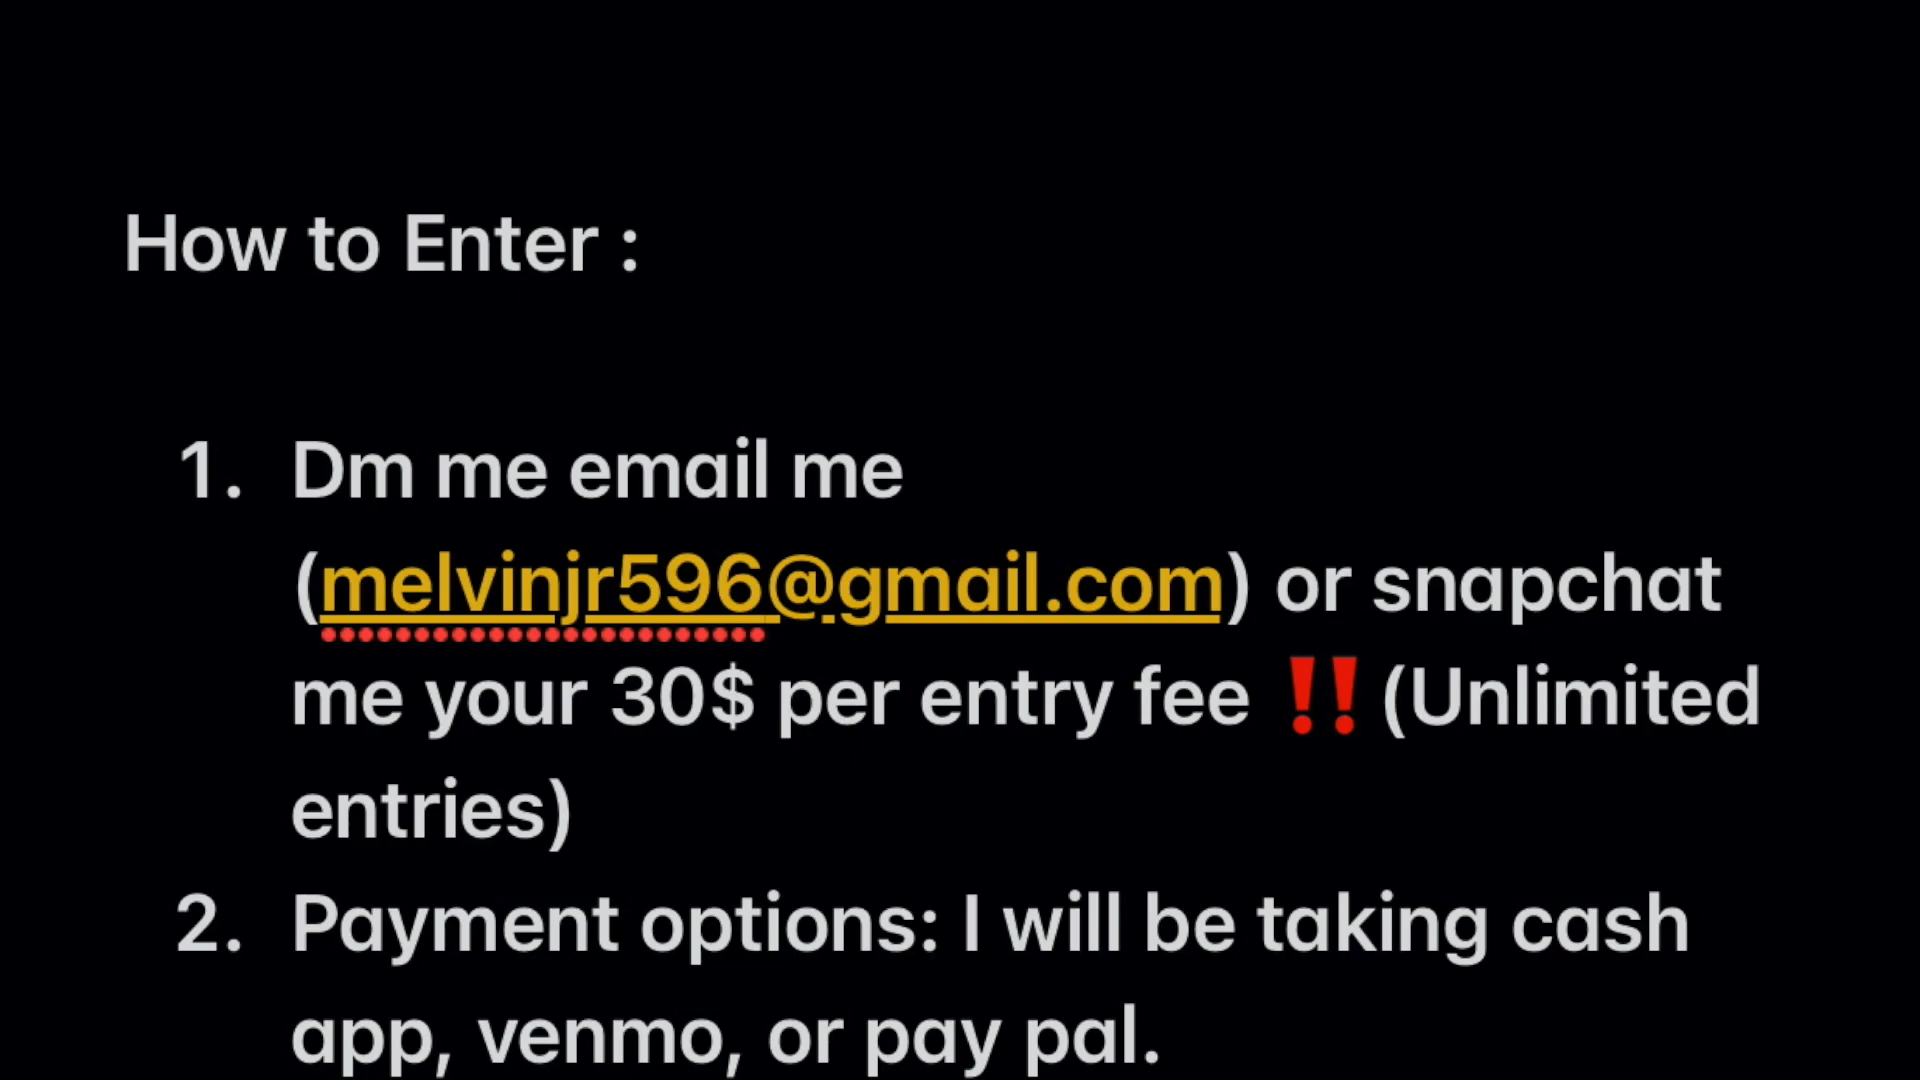 How to Enter :
1. Dm me email me
(melvinjr596@gmail.com) or snapchat
me your 30$ per entry fee ‼️(Unlimited
entries)
2. Payment options: I will be taking cash
app, venmo, or pay pal.